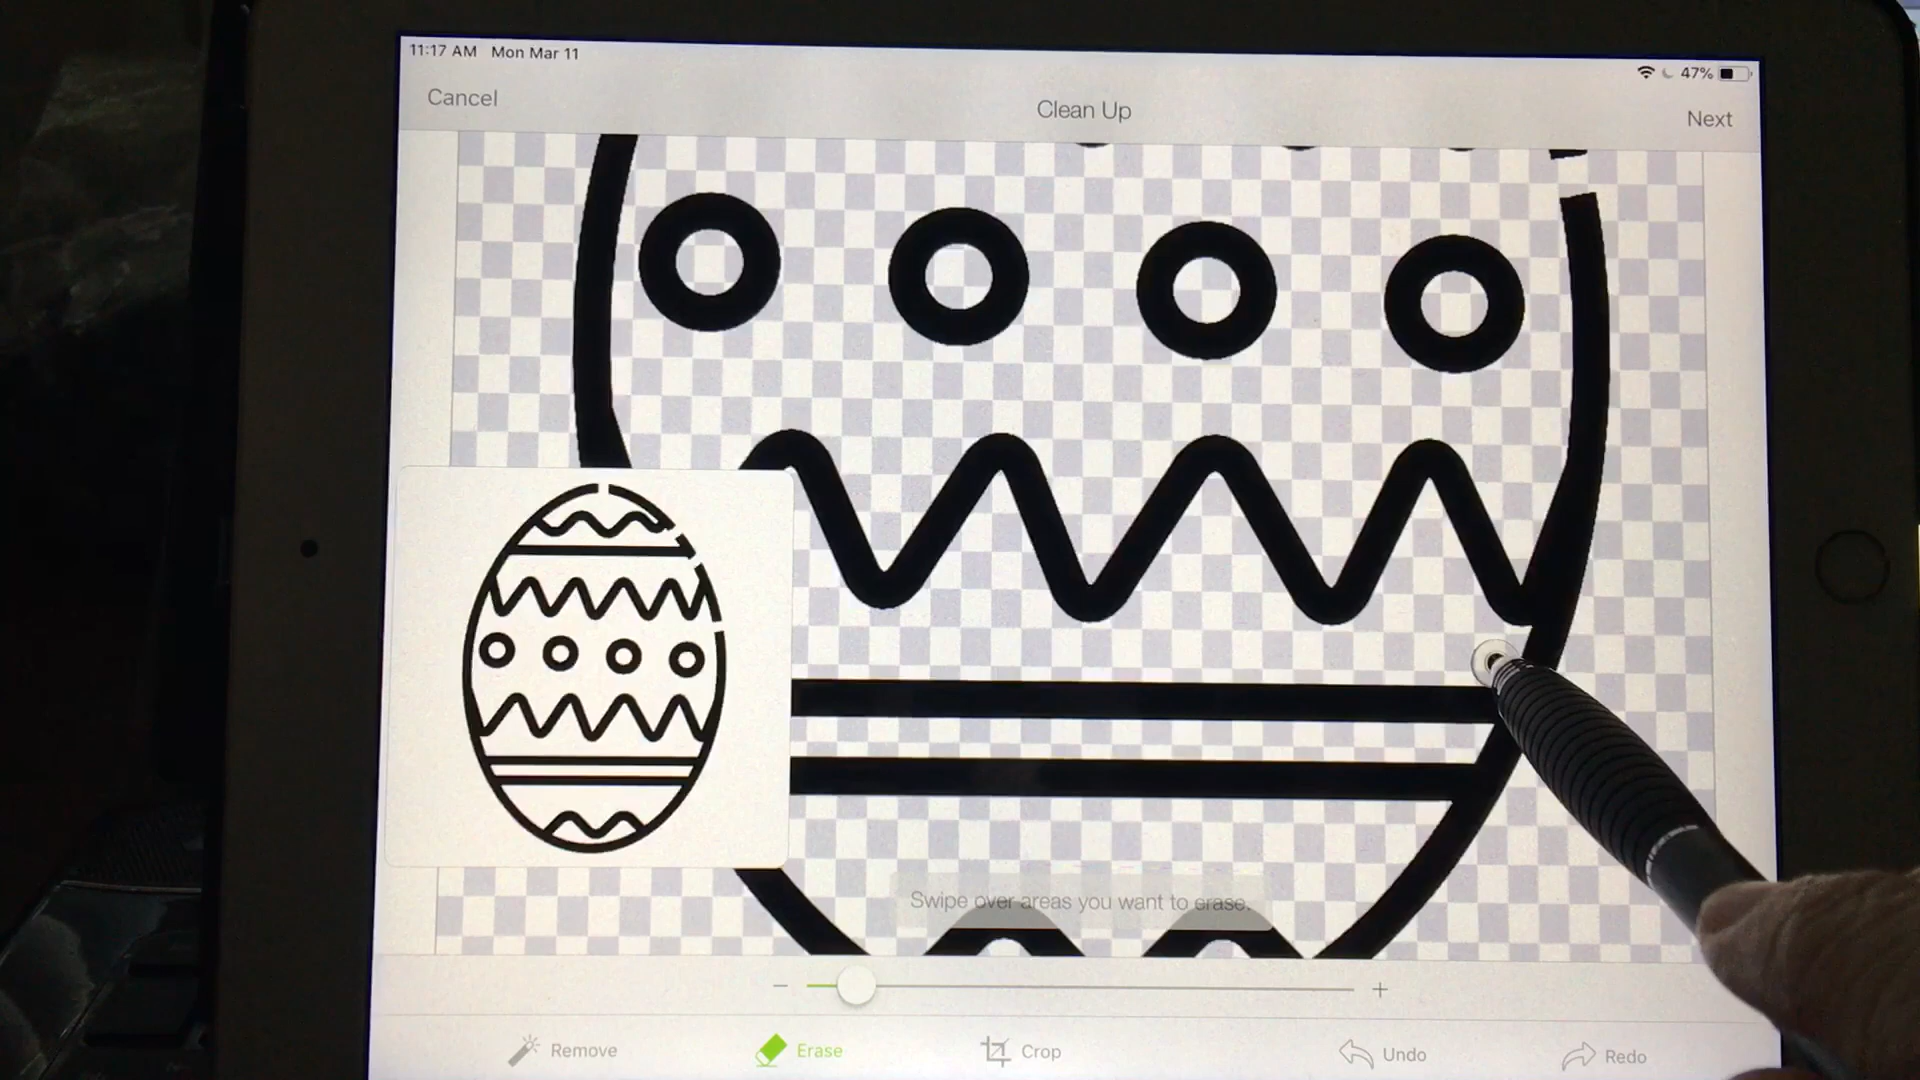 11:17 AM Mon Mar 11
47%
Cancel
Clean Up
Next
Swipe over areas you want to erase.
Remove
Erase
Crop
Undo
Redo